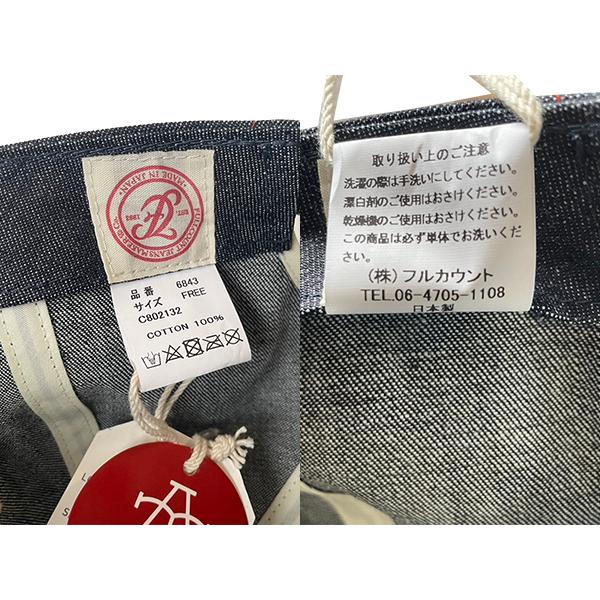 "MADE IN JAPAN"
EST. 1993
FULLCOUNT JEANS MAKER & CO.
品番 6843
サイズ FREE
C802132
COTTON 100%
L
S
取り扱い上のご注意
洗濯の際は手洗いにしてください。
漂白剤のご使用はおさけください。
乾燥機のご使用はおさけください。
この商品は必ず単体でお洗いくだ
さい。
(株)フルカウント
TEL.06-4705-1108
日本製